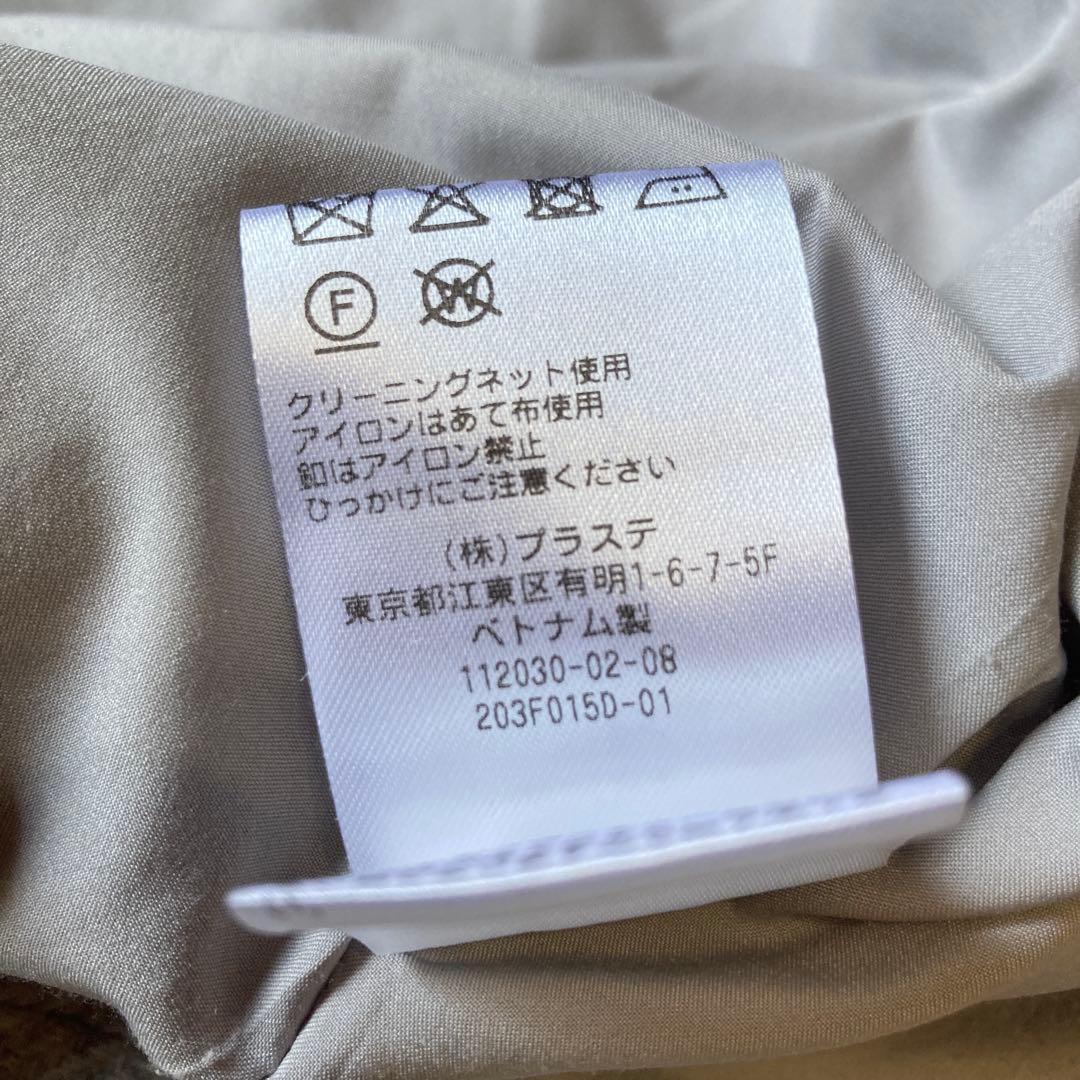 F
W
クリーニングネット使用
アイロンはあて布使用
釦はアイロン禁止
ひっかけにご注意ください
(株)プラステ
東京都江東区有明1-6-7-5F
ベトナム製
112030-02-08
203F015D-01